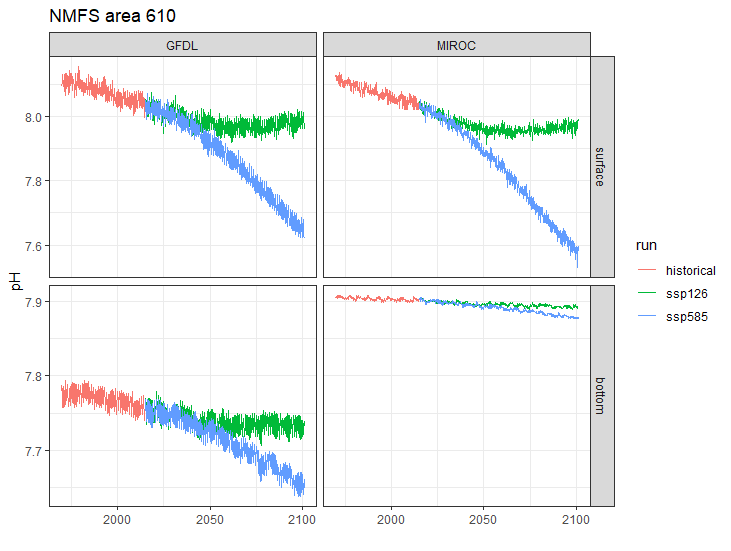 NMFS area 610
GFDL
MIROC
8.0
7.8
7.6
surface
pH
7.9
7.8
7.7
bottom
2000
2050
2100
2000
2050
2100
run
historical
ssp126
ssp585